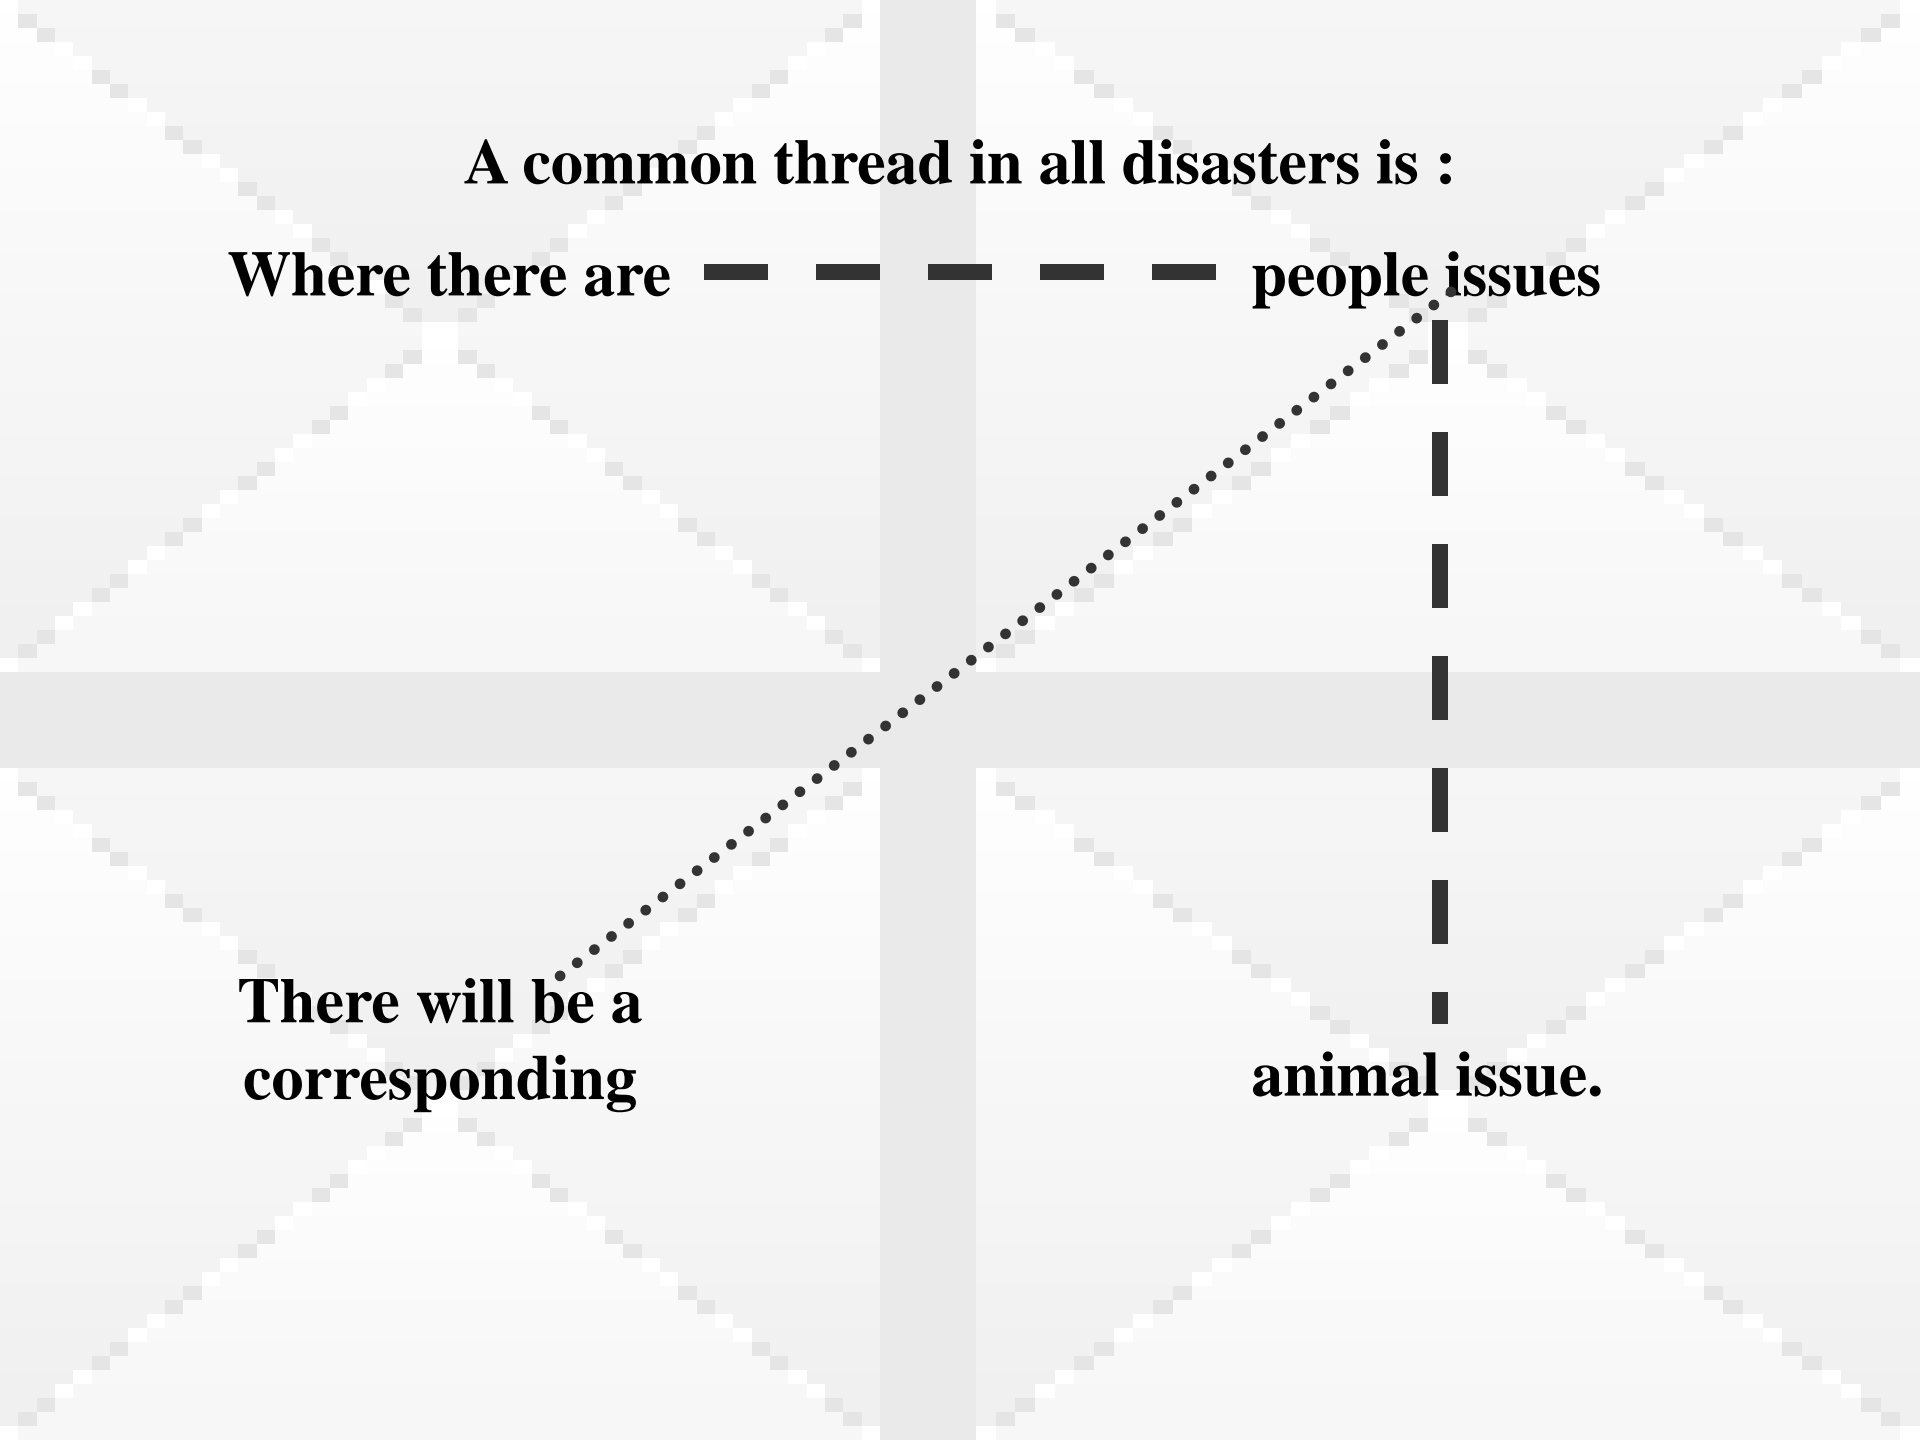 A common thread in all disasters is :
Where there are people issues
There will be a
corresponding
animal issue.